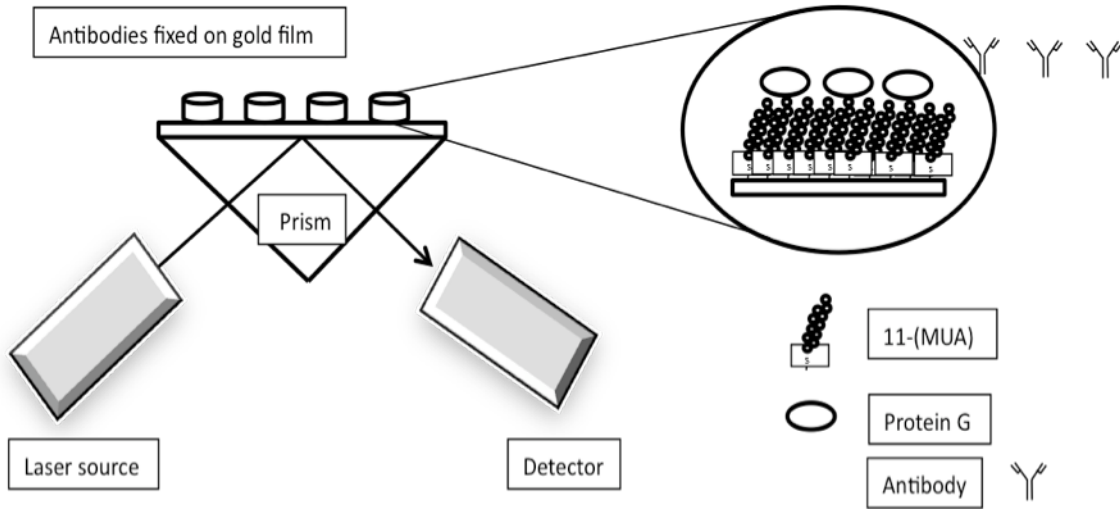 Antibodies fixed on gold film
Prism
S S S S S S S
11-(MUA)
S
Protein G
Laser source
Detector
Antibody